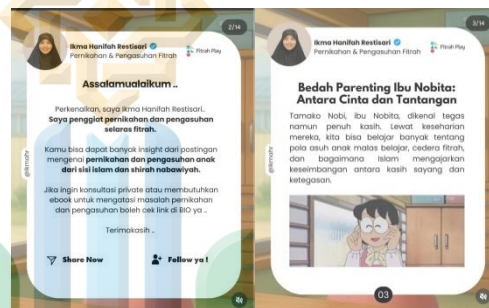 2/14
Ikma Hanifah Restisari
Pernikahan & Pengasuhan Fitrah
Fitrah Play
Assalamualaikum ..
Perkenalkan, saya Ikma Hanifah Restisari..
Saya penggiat pernikahan dan pengasuhan
selaras fitrah.
Kamu bisa dapat banyak insight dari postingan
mengenai pernikahan dan pengasuhan anak
dari sisi islam dan shirah nabawiyah.
Jika ingin konsultasi private atau membutuhkan
ebook untuk mengatasi masalah pernikahan
dan pengasuhan boleh cek link di BIO ya ..
Terimakasih ..
@ikmahr
Share Now
Follow ya !
3/14
Ikma Hanifah Restisari
Pernikahan & Pengasuhan Fitrah
Fitrah Play
Bedah Parenting Ibu Nobita:
Antara Cinta dan Tantangan
Tamako Nobi, ibu Nobita, dikenal tegas
namun penuh kasih. Lewat keseharian
mereka, kita bisa belajar banyak tentang
pola asuh anak malas belajar, cedera fitrah,
dan bagaimana Islam mengajarkan
keseimbangan antara kasih sayang dan
ketegasan.
@ikmahr
03